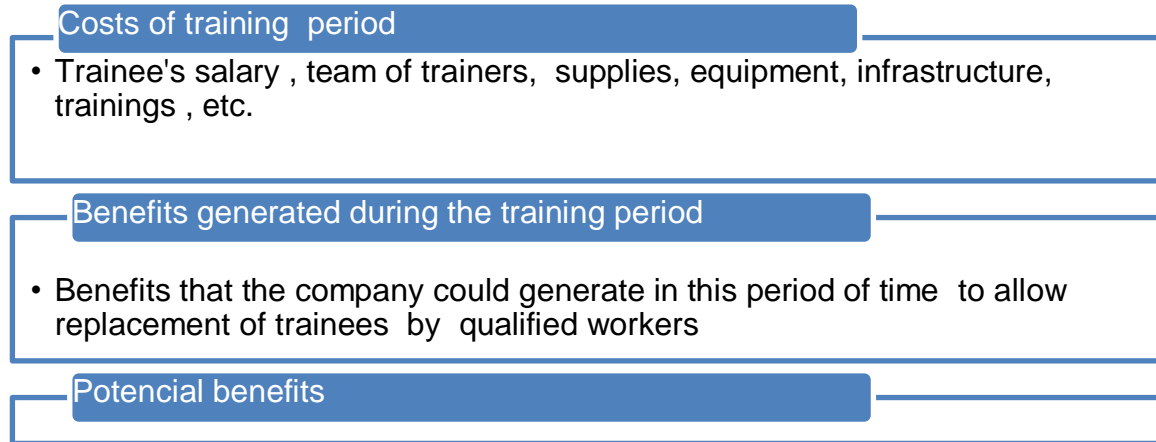 Costs of training  period
• Trainee's salary , team of trainers,  supplies, equipment, infrastructure,
trainings , etc.
Benefits generated during the training period
• Benefits that the company could generate in this period of time  to allow
replacement of trainees  by  qualified workers
Potencial benefits